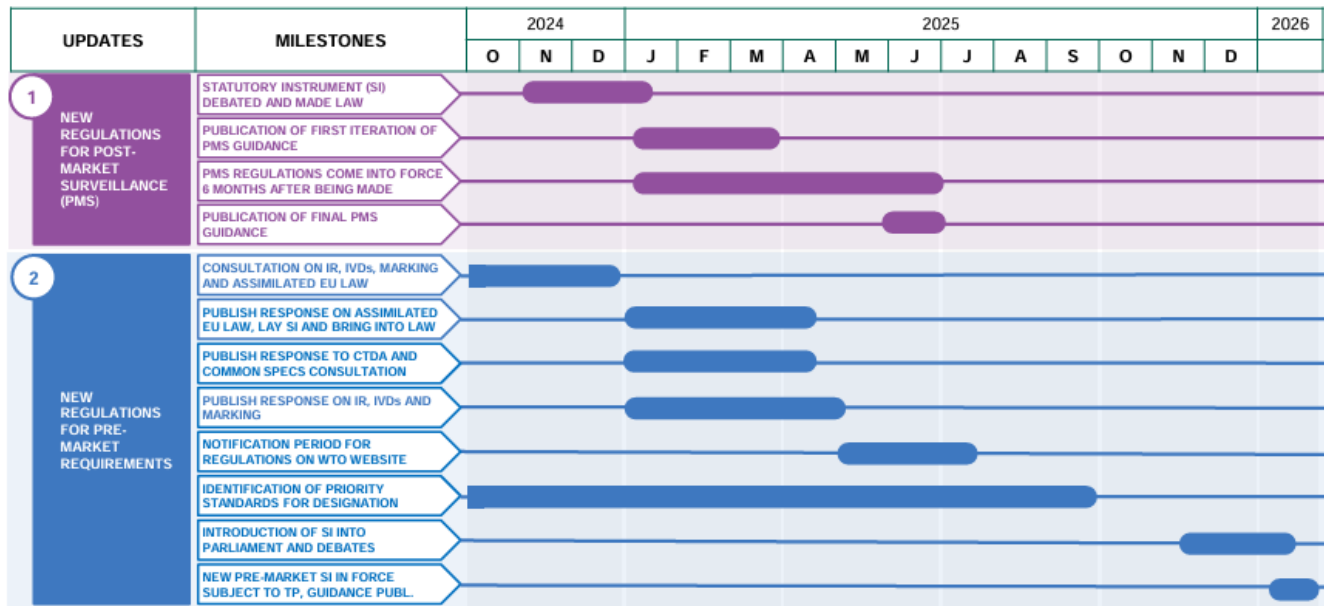 UPDATES
MILESTONES
2024
2025
2026
O N D J F M A M J J A S O N D
1
NEW
REGULATIONS
FOR POST-
MARKET
SURVEILLANCE
(PMS)
STATUTORY INSTRUMENT (SI)
DEBATED AND MADE LAW
PUBLICATION OF FIRST ITERATION OF
PMS GUIDANCE
PMS REGULATIONS COME INTO FORCE
6 MONTHS AFTER BEING MADE
PUBLICATION OF FINAL PMS
GUIDANCE
2
NEW
REGULATIONS
FOR PRE-
MARKET
REQUIREMENTS
CONSULTATION ON IR, IVDs, MARKING
AND ASSIMILATED EU LAW
PUBLISH RESPONSE ON ASSIMILATED
EU LAW, LAY SI AND BRING INTO LAW
PUBLISH RESPONSE TO CTDA AND
COMMON SPECS CONSULTATION
PUBLISH RESPONSE ON IR, IVDs AND
MARKING
NOTIFICATION PERIOD FOR
REGULATIONS ON WTO WEBSITE
IDENTIFICATION OF PRIORITY
STANDARDS FOR DESIGNATION
INTRODUCTION OF SI INTO
PARLIAMENT AND DEBATES
NEW PRE-MARKET SI IN FORCE
SUBJECT TO TP, GUIDANCE PUBL.